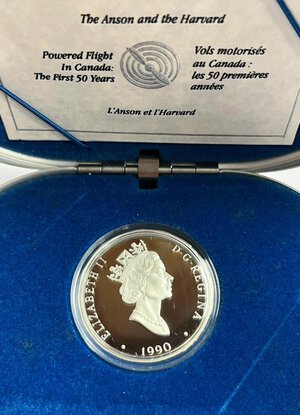 The Anson and the Harvard
Powered Flight
In Canada:
The First 50 Years
Vols motorisés
au Canada :
les 50 premières
années
L'Anson et l'Harvard
ELIZABETH II D·G·REGINA
• 1990 •